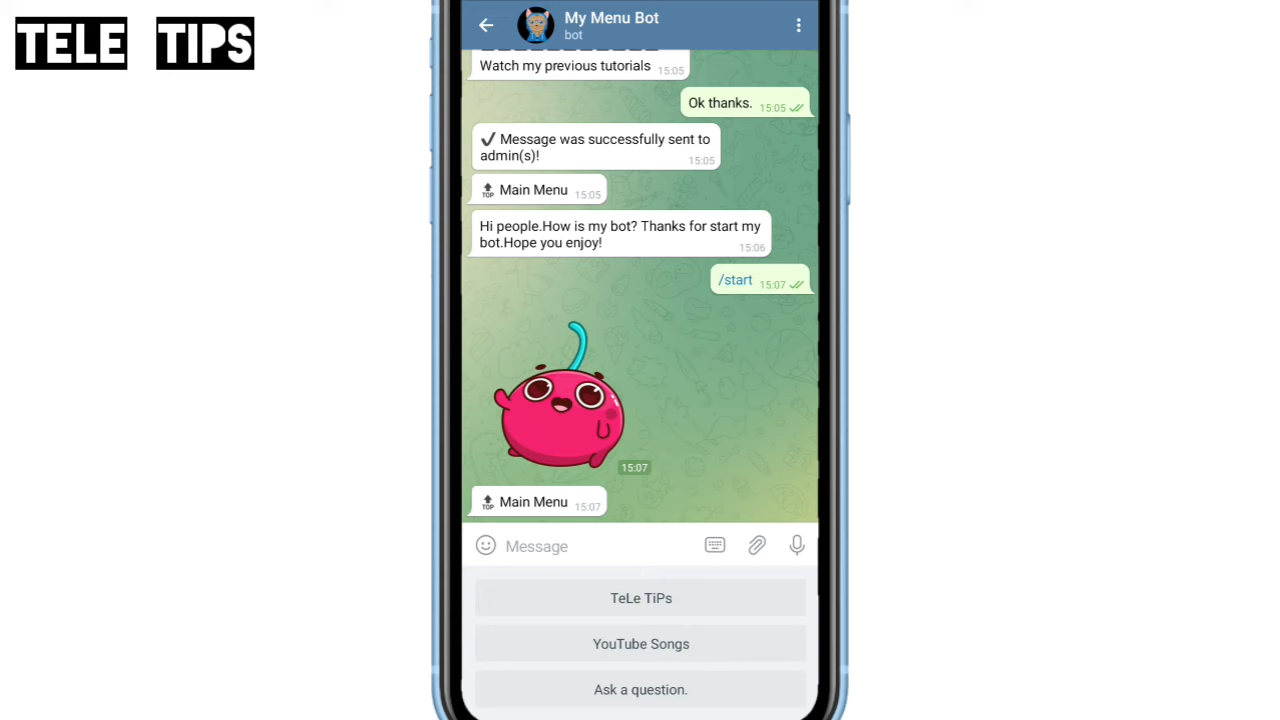 TELE TIPS
My Menu Bot
bot
Watch my previous tutorials 15:05
Ok thanks. 15:05
✔ Message was successfully sent to
admin(s)!
15:05
TOP Main Menu 15:05
Hi people.How is my bot? Thanks for start my
bot.Hope you enjoy!
15:06
/start 15:07
15:07
TOP Main Menu 15:07
Message
TeLe TiPs
YouTube Songs
Ask a question.